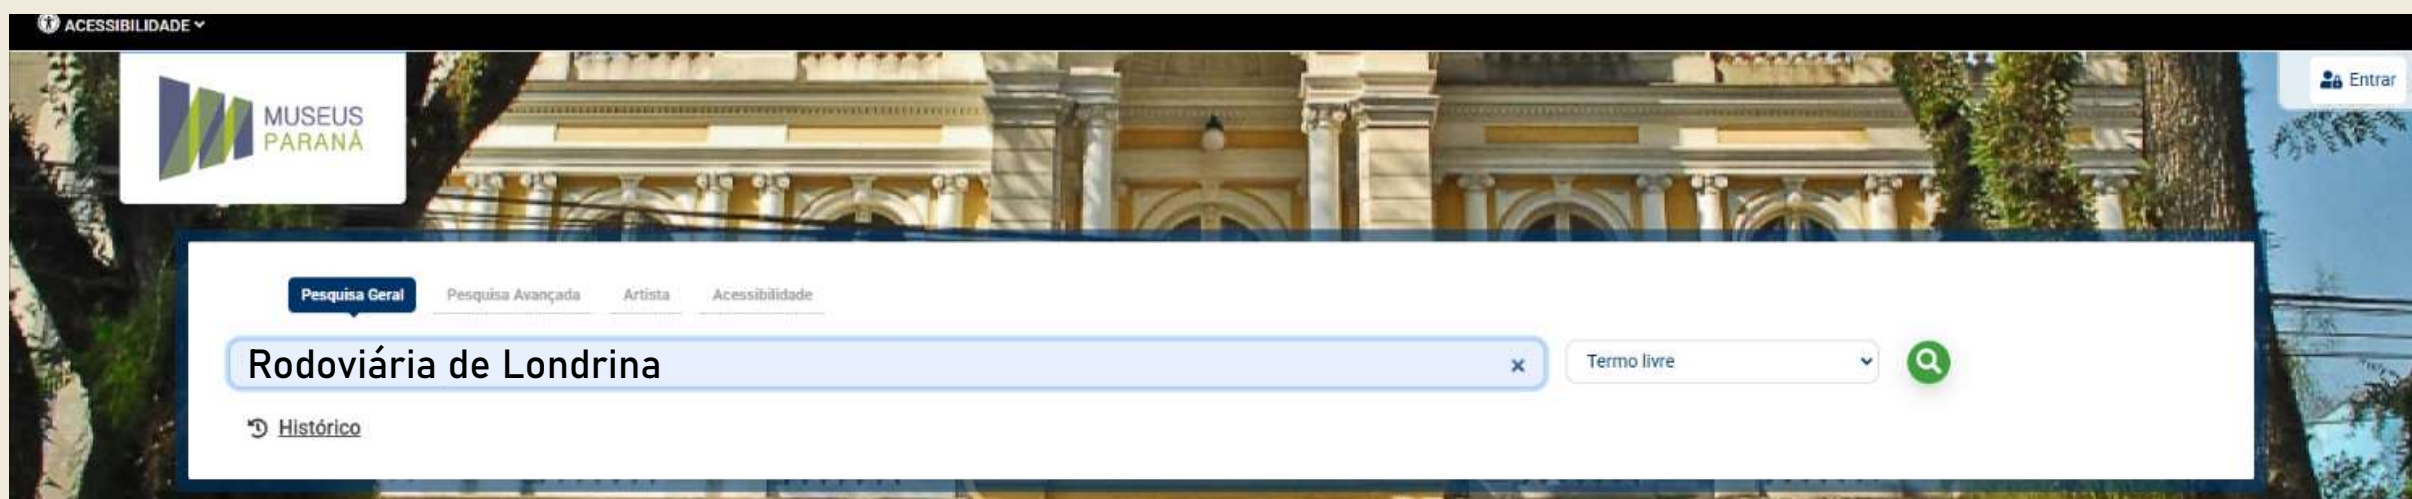 ACESSIBILIDADE
MUSEUS
PARANÁ
Entrar
Pesquisa Geral Pesquisa Avançada Artista Acessibilidade
Rodoviária de Londrina
Termo livre
Histórico